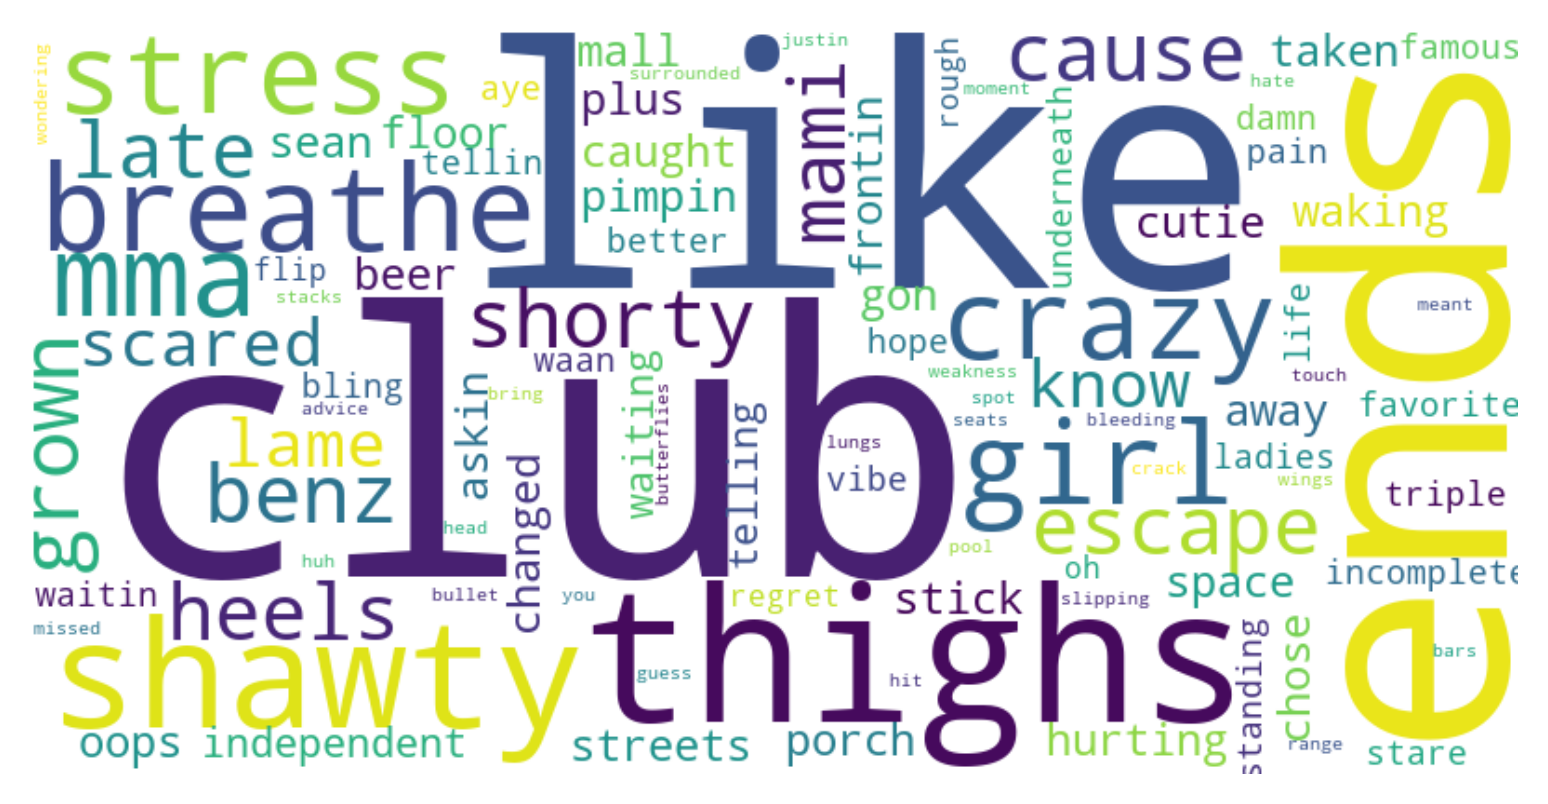 wondering
stress
like
mall
justin
surrounded
aye
plus
mami
rough
moment
cause
taken
famous
hate
damn
pain
ends
late
sean
floor
tellin
caught
pimpin
better
frontin
underneath
cutie
waking
breathe
mma
flip
beer
stacks
scared
shorty
waan
gon
hope
crazy
life
meant
touch
weakness
know
spot
seats
bleeding
away
favorite
grown
club
bling
advice
lame
benz
askin
bring
waiting
butterflies
telling
lungs
vibe
girl
crack
ladies
wings
triple
changed
head
huh
escape
pool
oh
space
incomplete
waitin
heels
bullet
you
regret
stick
slipping
missed
shawty
thighs
guess
hit
standing
chose
bars
oops
independent
streets
porch
hurting
range
stare